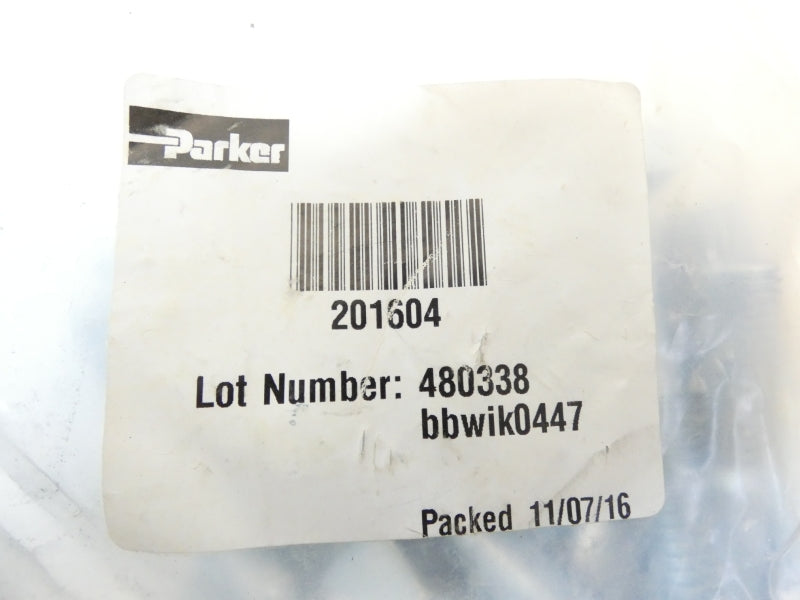 Parker
201604
Lot Number: 480338
bbwik0447
Packed 11/07/16